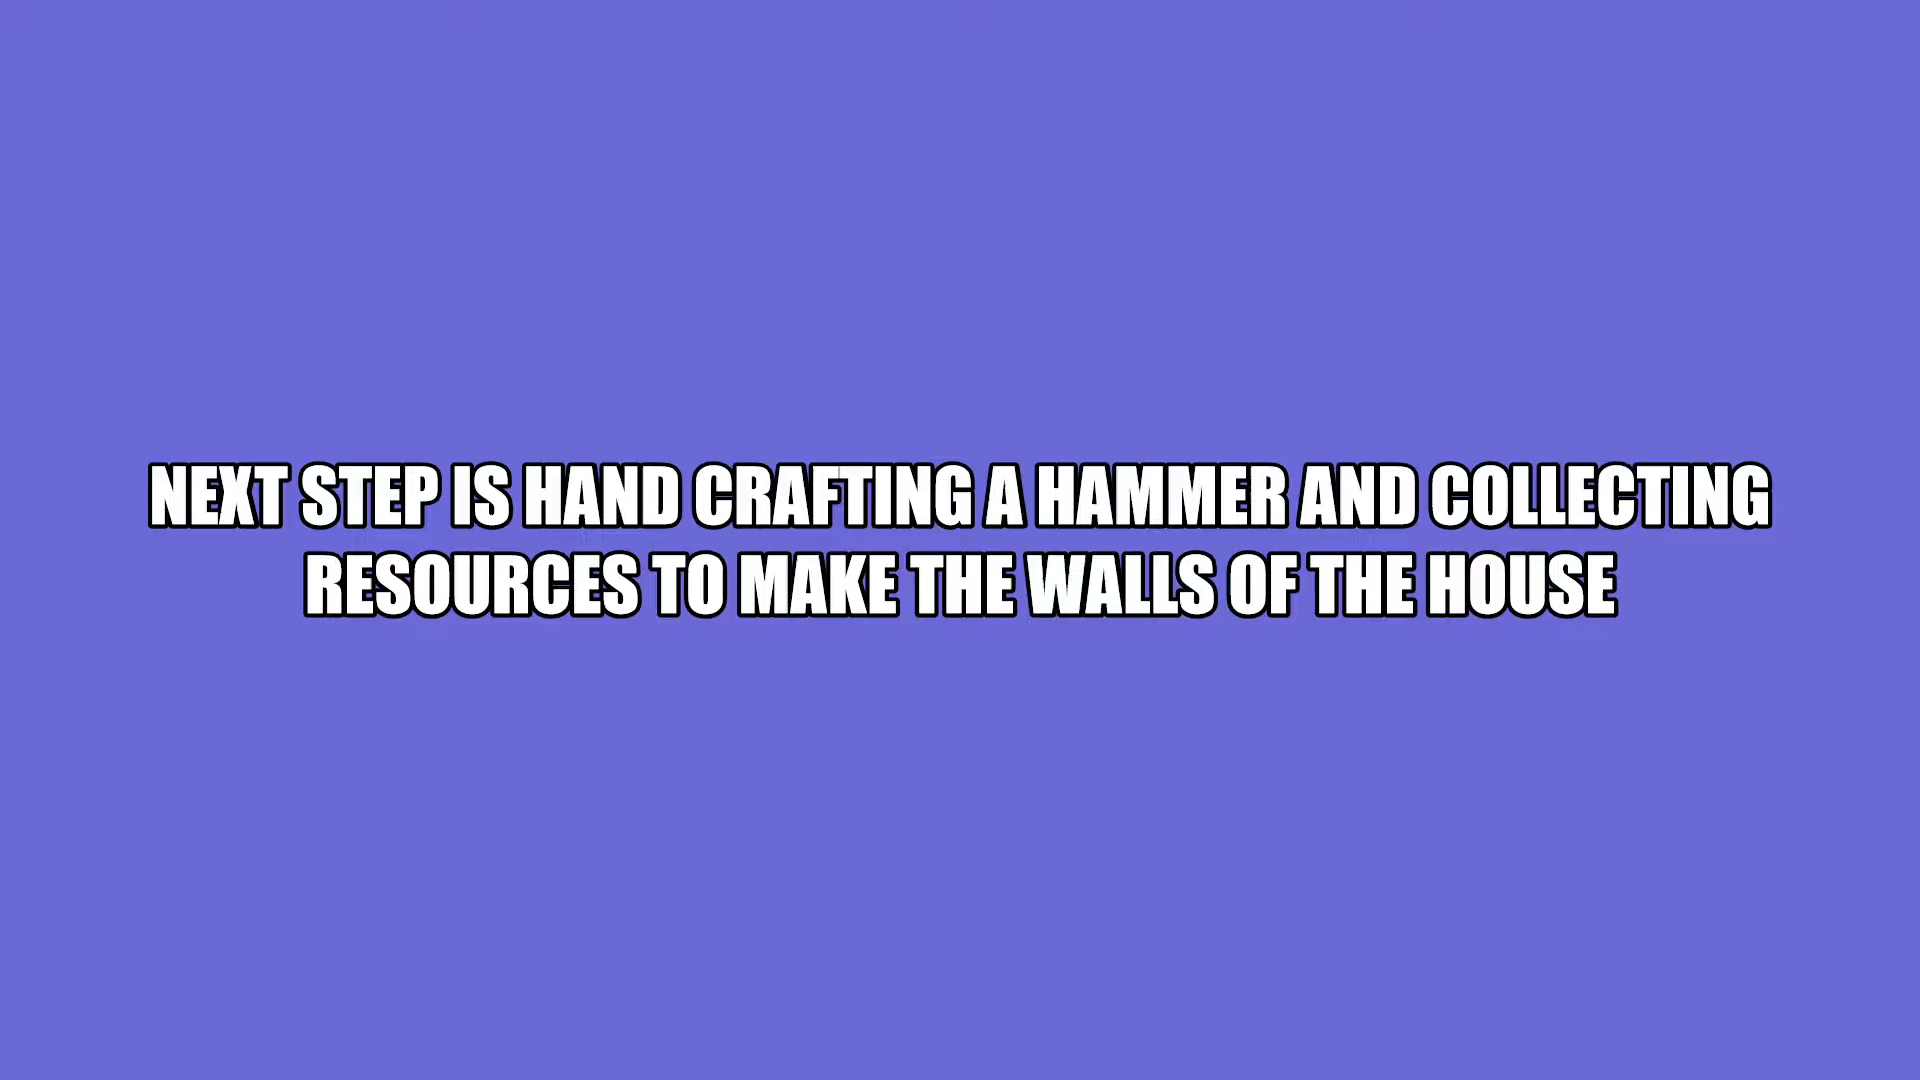 NEXT STEP IS HAND CRAFTING A HAMMER AND COLLECTING
RESOURCES TO MAKE THE WALLS OF THE HOUSE